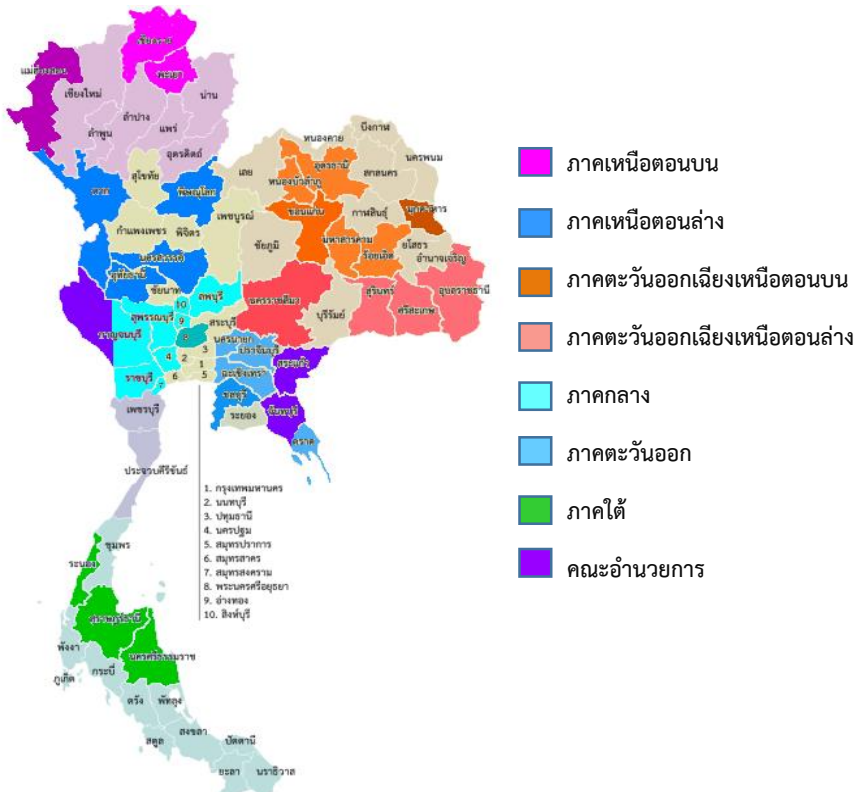 เชียงราย
แม่ฮ่องสอน
พะเยา
เชียงใหม่
น่าน
ลำปาง
ลำพูน
แพร่
อุตรดิตถ์
บึงกาฬ
หนองคาย
เลย
อุดรธานี
นครพนม
หนองบัวลำภู
สกลนคร
สุโขทัย
ตาก
พิษณุโลก
ขอนแก่น
กาฬสินธุ์
มุกดาหาร
เพชรบูรณ์
กำแพงเพชร
พิจิตร
ชัยภูมิ
มหาสารคาม
ร้อยเอ็ด
ยโสธร
อำนาจเจริญ
นครสวรรค์
อุทัยธานี
ชัยนาท
ลพบุรี
นครราชสีมา
บุรีรัมย์
สุรินทร์
ศรีสะเกษ
อุบลราชธานี
10
9
สุพรรณบุรี
สระบุรี
กาญจนบุรี
8
นครนายก
ปราจีนบุรี
สระแก้ว
3
4
2
1
ฉะเชิงเทรา
ราชบุรี
6
5
7
ชลบุรี
ระยอง
จันทบุรี
ตราด
เพชรบุรี
ประจวบคีรีขันธ์
1. กรุงเทพมหานคร
2. นนทบุรี
3. ปทุมธานี
4. นครปฐม
5. สมุทรปราการ
6. สมุทรสาคร
7. สมุทรสงคราม
8. พระนครศรีอยุธยา
9. อ่างทอง
10. สิงห์บุรี
ชุมพร
ระนอง
สุราษฎร์ธานี
พังงา
นครศรีธรรมราช
กระบี่
ภูเก็ต
ตรัง
พัทลุง
สงขลา
สตูล
ปัตตานี
ยะลา
นราธิวาส
ภาคเหนือตอนบน
ภาคเหนือตอนล่าง
ภาคตะวันออกเฉียงเหนือตอนบน
ภาคตะวันออกเฉียงเหนือตอนล่าง
ภาคกลาง
ภาคตะวันออก
ภาคใต้
คณะอำนวยการ